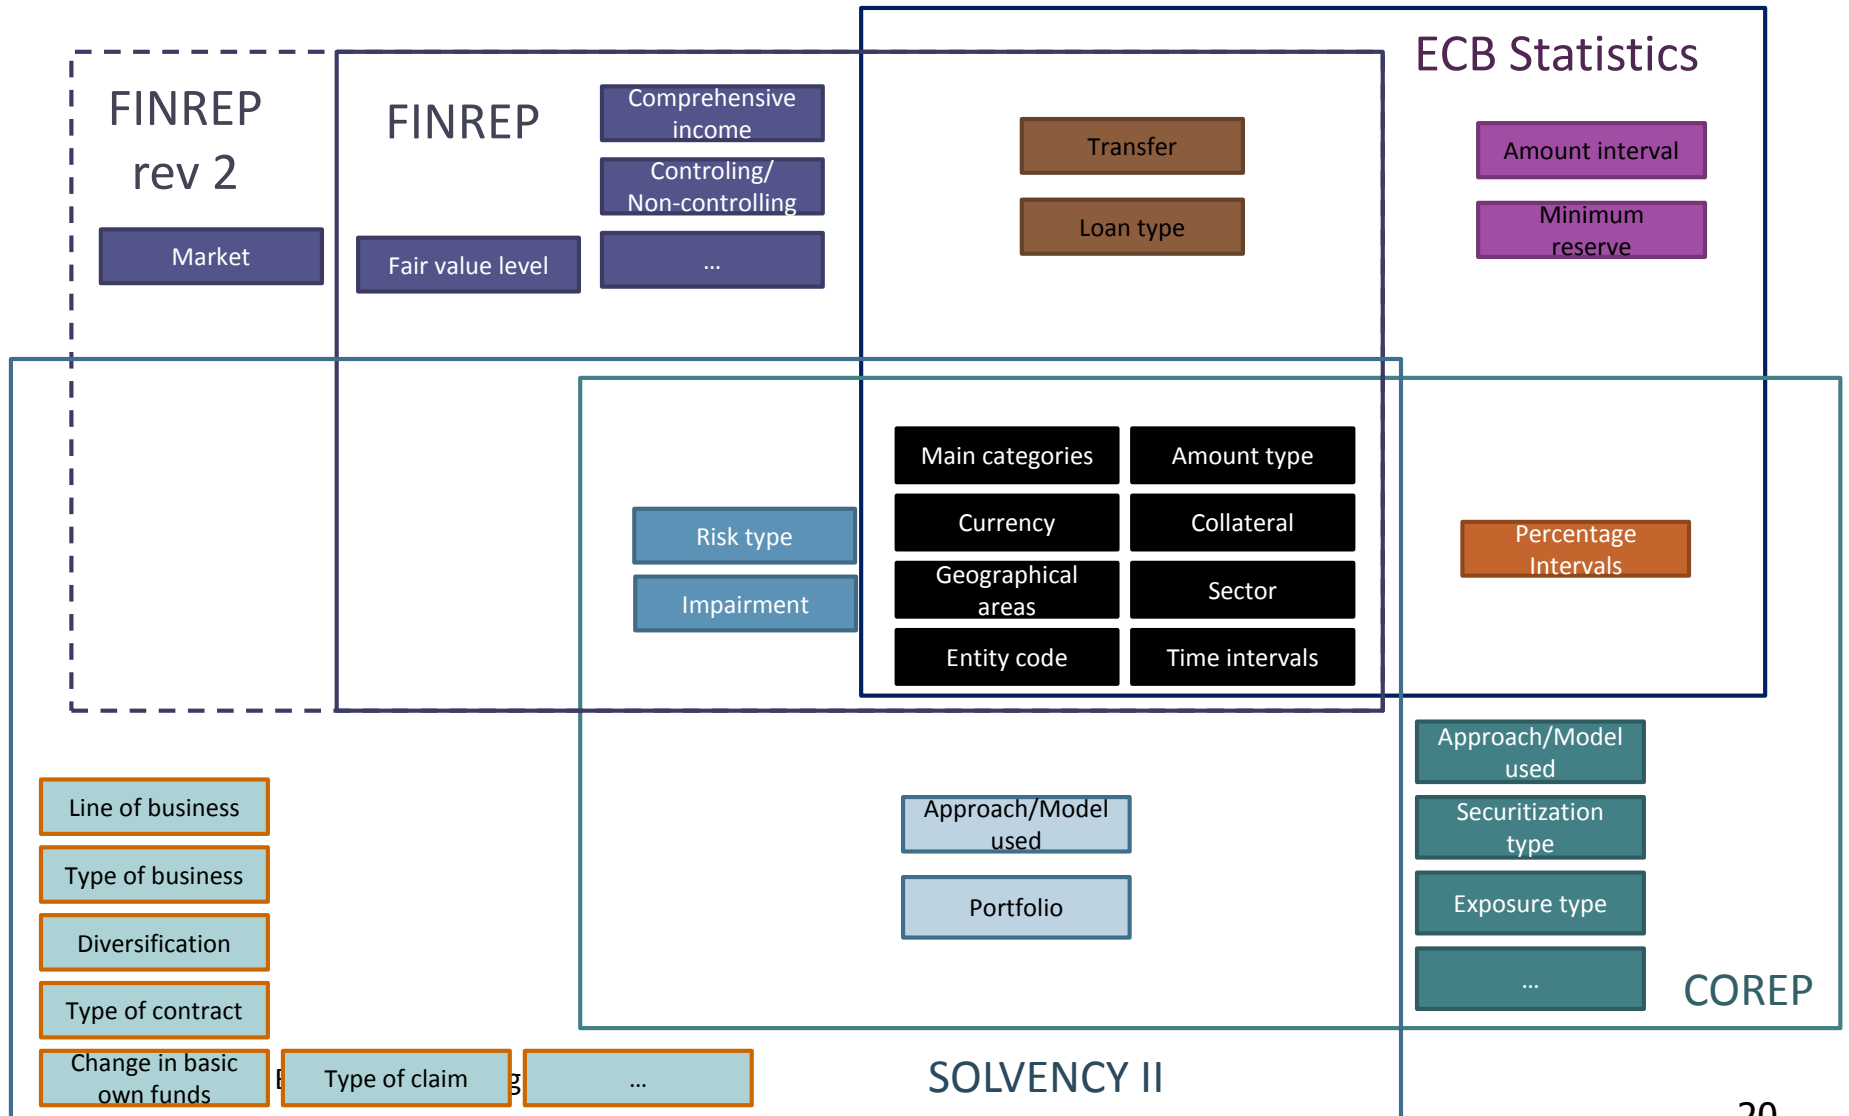 ECB Statistics
FINREP
rev 2
FINREP
Comprehensive
income
Controling/
Non-controlling
...
Market
Fair value level
Transfer
Loan type
Amount interval
Minimum
reserve
Main categories
Amount type
Currency
Collateral
Geographical
areas
Sector
Entity code
Time intervals
Risk type
Impairment
Percentage
Intervals
Approach/Model
used
Securitization
type
Exposure type
...
COREP
Approach/Model
used
Portfolio
Line of business
Type of business
Diversification
Type of contract
Change in basic
own funds
Type of claim
...
SOLVENCY II
20